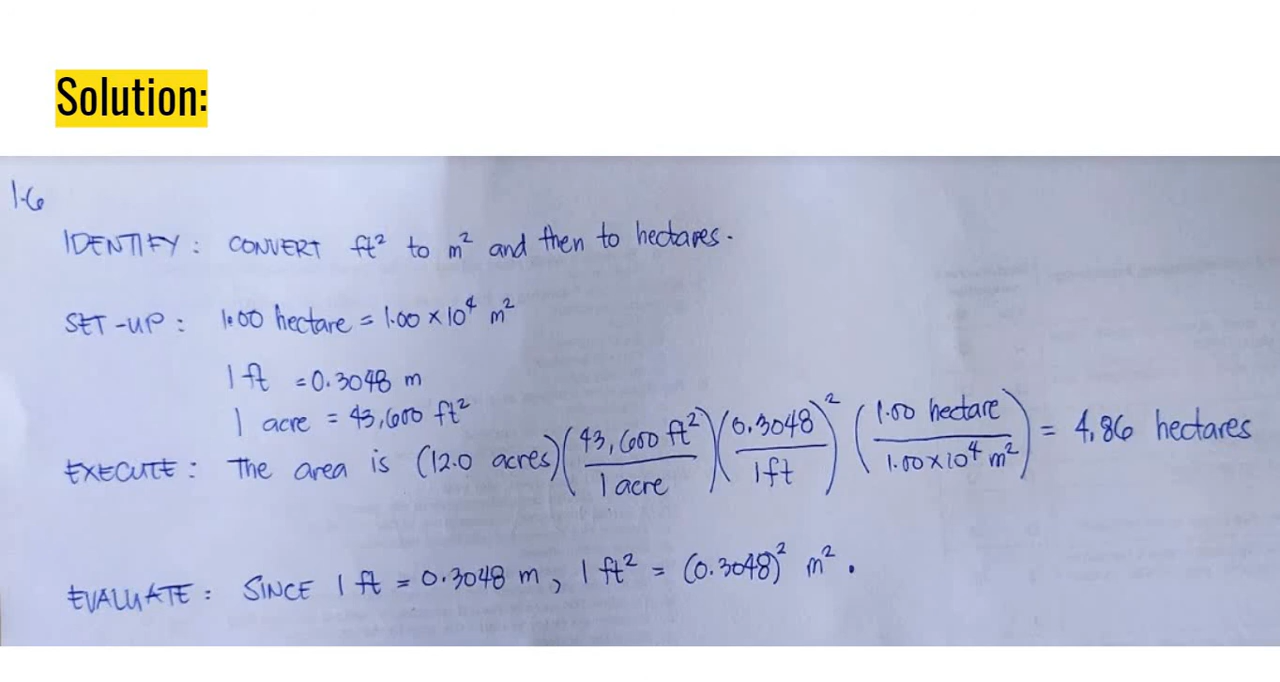 Solution:
1.6
IDENTIFY: CONVERT ft² to m² and then to hectares.
SET-UP: 1.00 hectare = 1.00 × 10⁴ m²
1 ft = 0.3048 m
1 acre = 43,600 ft²
EXECUTE: The area is (12.0 acres) (43,600 ft² / 1 acre) (0.3048 / 1 ft)² (1.00 hectare / 1.00 × 10⁴ m²) = 4.86 hectares
EVALUATE: SINCE 1 ft = 0.3048 m, 1 ft² = (0.3048)² m².